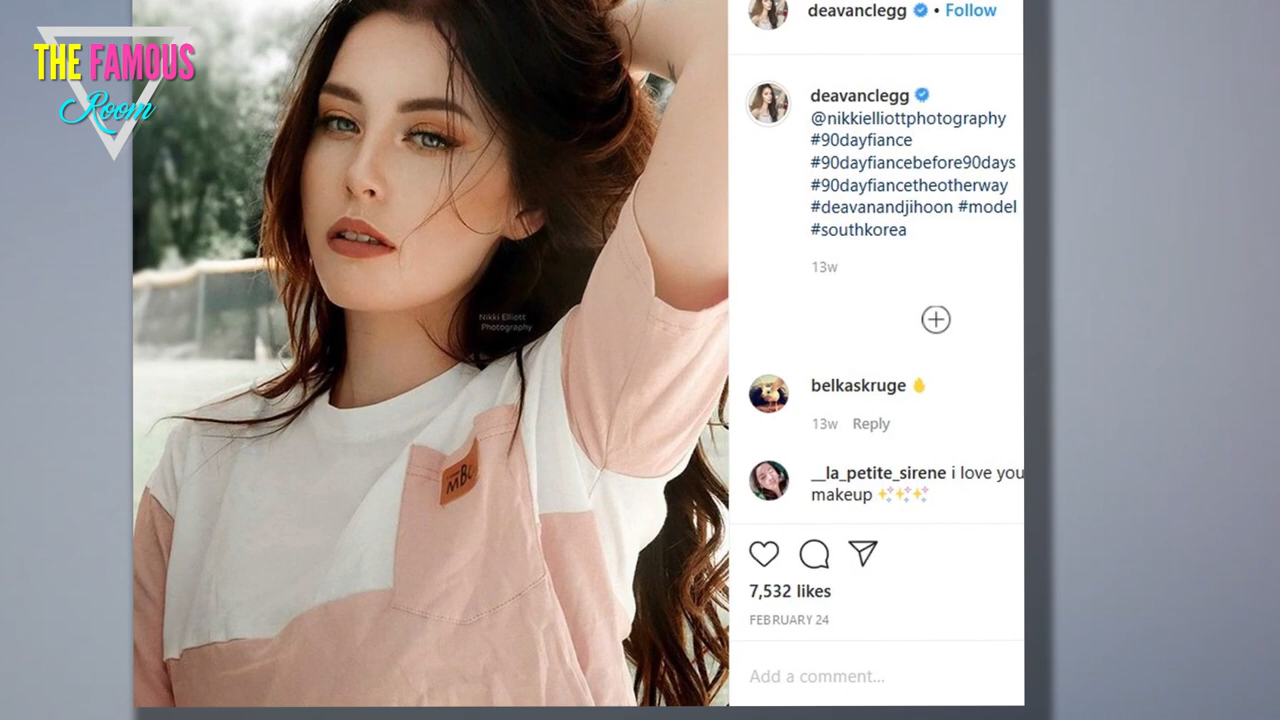 THE FAMOUS
Room
deavanclegg • Follow
deavanclegg
@nikkielliottphotography
#90dayfiance
#90dayfiancebefore90days
#90dayfiancetheotherway
#deavanandjihoon #model
#southkorea
13w
belkaskruge
13w Reply
__la_petite_sirene i love you
makeup ✨✨✨
7,532 likes
FEBRUARY 24
Add a comment...
Nikki Elliott
Photography
MBC